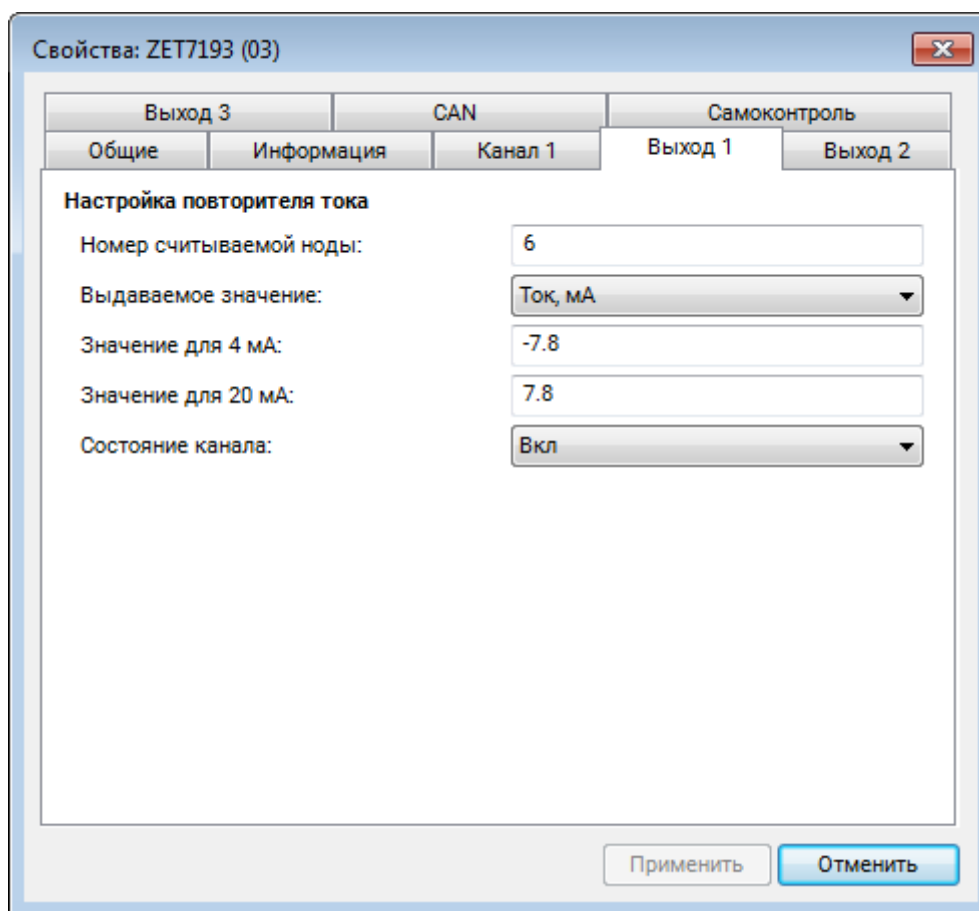 Свойства: ZET7193 (03)
Выход 3 CAN Самоконтроль
Общие Информация Канал 1 Выход 1 Выход 2
Настройка повторителя тока
Номер считываемой ноды: 6
Выдаваемое значение: Ток, мА
Значение для 4 мА: -7.8
Значение для 20 мА: 7.8
Состояние канала: Вкл
Применить Отменить